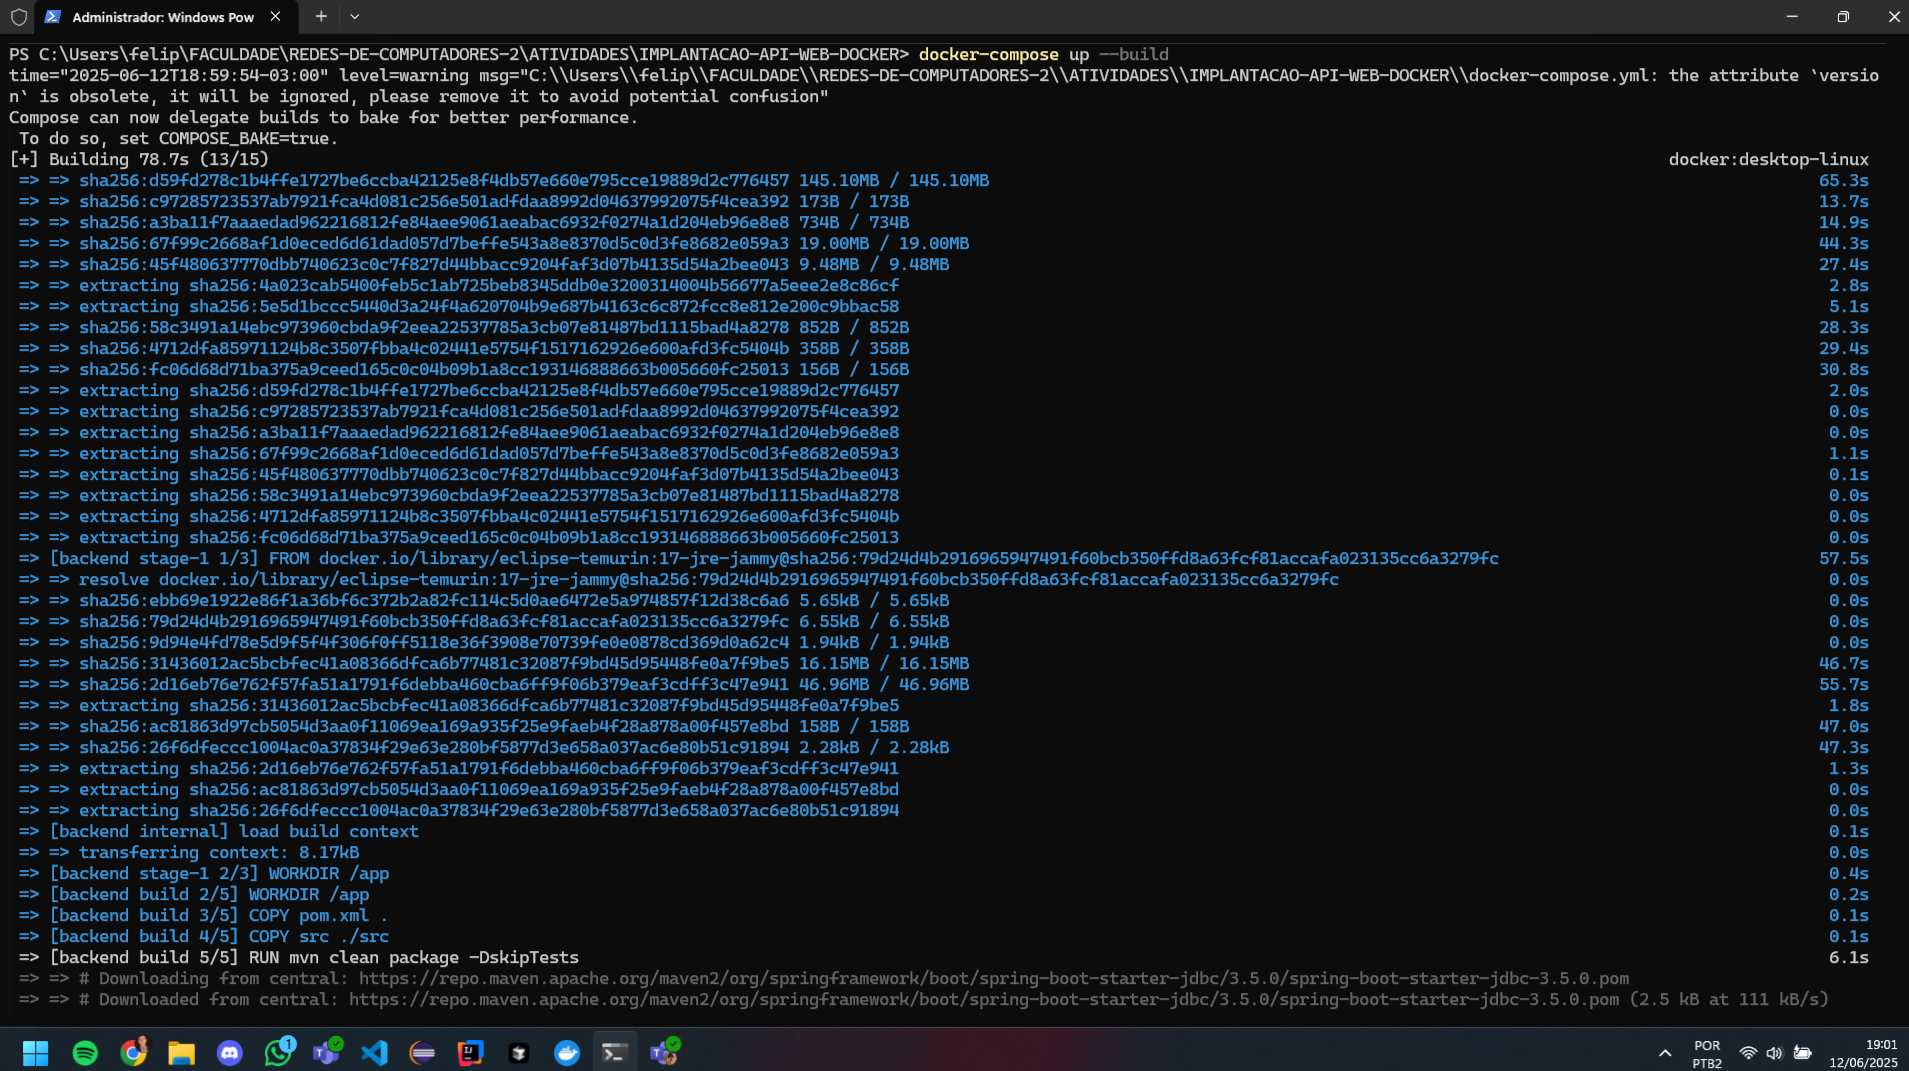 Administrador: Windows Pow
PS C:\Users\felip\FACULDADE\REDES-DE-COMPUTADORES-2\ATIVIDADES\IMPLANTACAO-API-WEB-DOCKER> docker-compose up --build
time="2025-06-12T18:59:54-03:00" level=warning msg="C:\\Users\\felip\\FACULDADE\\REDES-DE-COMPUTADORES-2\\ATIVIDADES\\IMPLANTACAO-API-WEB-DOCKER\\docker-compose.yml: the attribute `versio
n` is obsolete, it will be ignored, please remove it to avoid potential confusion"
Compose can now delegate builds to bake for better performance.
To do so, set COMPOSE_BAKE=true.
[+] Building 78.7s (13/15) docker:desktop-linux
=> => sha256:d59fd278c1b4ffe1727be6ccba42125e8f4db57e660e795cce19889d2c776457 145.10MB / 145.10MB 65.3s
=> => sha256:c97285723537ab7921fca4d081c256e501adfdaa8992d04637992075f4cea392 173B / 173B 13.7s
=> => sha256:a3ba11f7aaaedad962216812fe84aee9061aeabac6932f0274a1d204eb96e8e8 734B / 734B 14.9s
=> => sha256:67f99c2668af1d0eced6d61dad057d7beffe543a8e8370d5c0d3fe8682e059a3 19.00MB / 19.00MB 44.3s
=> => sha256:45f480637770dbb740623c0c7f827d44bbacc9204faf3d07b4135d54a2bee043 9.48MB / 9.48MB 27.4s
=> => extracting sha256:4a023cab5400feb5c1ab725beb8345ddb0e3200314004b56677a5eee2e8c86cf 2.8s
=> => extracting sha256:5e5d1bccc5440d3a24f4a620704b9e687b4163c6c872fcc8e812e200c9bbac58 5.1s
=> => sha256:58c3491a14ebc973960cbda9f2eea22537785a3cb07e81487bd1115bad4a8278 852B / 852B 28.3s
=> => sha256:4712dfa85971124b8c3507fbba4c02441e5754f1517162926e600afd3fc5404b 358B / 358B 29.4s
=> => sha256:fc06d68d71ba375a9ceed165c0c04b09b1a8cc193146888663b005660fc25013 156B / 156B 30.8s
=> => extracting sha256:d59fd278c1b4ffe1727be6ccba42125e8f4db57e660e795cce19889d2c776457 2.0s
=> => extracting sha256:c97285723537ab7921fca4d081c256e501adfdaa8992d04637992075f4cea392 0.0s
=> => extracting sha256:a3ba11f7aaaedad962216812fe84aee9061aeabac6932f0274a1d204eb96e8e8 0.0s
=> => extracting sha256:67f99c2668af1d0eced6d61dad057d7beffe543a8e8370d5c0d3fe8682e059a3 1.1s
=> => extracting sha256:45f480637770dbb740623c0c7f827d44bbacc9204faf3d07b4135d54a2bee043 0.1s
=> => extracting sha256:58c3491a14ebc973960cbda9f2eea22537785a3cb07e81487bd1115bad4a8278 0.0s
=> => extracting sha256:4712dfa85971124b8c3507fbba4c02441e5754f1517162926e600afd3fc5404b 0.0s
=> => extracting sha256:fc06d68d71ba375a9ceed165c0c04b09b1a8cc193146888663b005660fc25013 0.0s
=> [backend stage-1 1/3] FROM docker.io/library/eclipse-temurin:17-jre-jammy@sha256:79d24d4b2916965947491f60bcb350ffd8a63fcf81accafa023135cc6a3279fc 57.5s
=> => resolve docker.io/library/eclipse-temurin:17-jre-jammy@sha256:79d24d4b2916965947491f60bcb350ffd8a63fcf81accafa023135cc6a3279fc 0.0s
=> => sha256:ebb69e1922e86f1a36bf6c372b2a82fc114c5d0ae6472e5a974857f12d38c6a6 5.65kB / 5.65kB 0.0s
=> => sha256:79d24d4b2916965947491f60bcb350ffd8a63fcf81accafa023135cc6a3279fc 6.55kB / 6.55kB 0.0s
=> => sha256:9d94e4fd78e5d9f5f4f306f0ff5118e36f3908e70739fe0e0878cd369d0a62c4 1.94kB / 1.94kB 0.0s
=> => sha256:31436012ac5bcbfec41a08366dfca6b77481c32087f9bd45d95448fe0a7f9be5 16.15MB / 16.15MB 46.7s
=> => sha256:2d16eb76e762f57fa51a1791f6debba460cba6ff9f06b379eaf3cdff3c47e941 46.96MB / 46.96MB 55.7s
=> => extracting sha256:31436012ac5bcbfec41a08366dfca6b77481c32087f9bd45d95448fe0a7f9be5 1.8s
=> => sha256:ac81863d97cb5054d3aa0f11069ea169a935f25e9faeb4f28a878a00f457e8bd 158B / 158B 47.0s
=> => sha256:26f6dfeccc1004ac0a37834f29e63e280bf5877d3e658a037ac6e80b51c91894 2.28kB / 2.28kB 47.3s
=> => extracting sha256:2d16eb76e762f57fa51a1791f6debba460cba6ff9f06b379eaf3cdff3c47e941 1.3s
=> => extracting sha256:ac81863d97cb5054d3aa0f11069ea169a935f25e9faeb4f28a878a00f457e8bd 0.0s
=> => extracting sha256:26f6dfeccc1004ac0a37834f29e63e280bf5877d3e658a037ac6e80b51c91894 0.0s
=> [backend internal] load build context 0.1s
=> => transferring context: 8.17kB 0.0s
=> [backend stage-1 2/3] WORKDIR /app 0.4s
=> [backend build 2/5] WORKDIR /app 0.2s
=> [backend build 3/5] COPY pom.xml . 0.1s
=> [backend build 4/5] COPY src ./src 0.1s
=> [backend build 5/5] RUN mvn clean package -DskipTests 6.1s
=> => # Downloading from central: https://repo.maven.apache.org/maven2/org/springframework/boot/spring-boot-starter-jdbc/3.5.0/spring-boot-starter-jdbc-3.5.0.pom
=> => # Downloaded from central: https://repo.maven.apache.org/maven2/org/springframework/boot/spring-boot-starter-jdbc/3.5.0/spring-boot-starter-jdbc-3.5.0.pom (2.5 kB at 111 kB/s)
1
POR
PTB2
19:01
12/06/2025